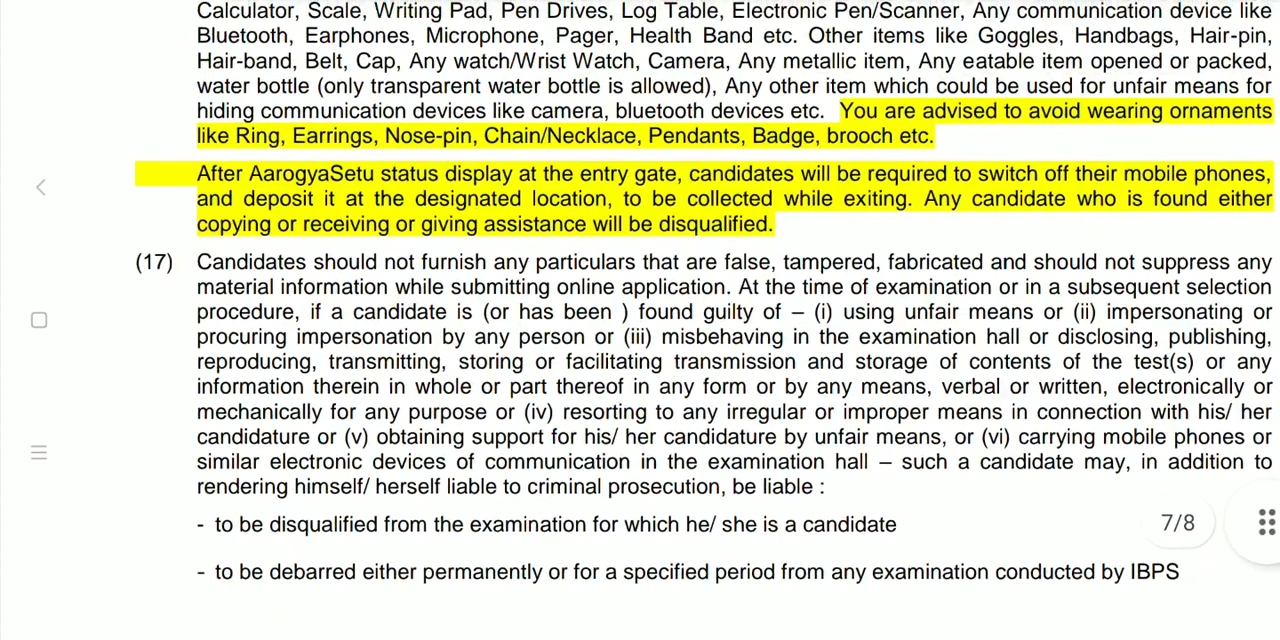 Calculator, Scale, Writing Pad, Pen Drives, Log Table, Electronic Pen/Scanner, Any communication device like
Bluetooth, Earphones, Microphone, Pager, Health Band etc. Other items like Goggles, Handbags, Hair-pin,
Hair-band, Belt, Cap, Any watch/Wrist Watch, Camera, Any metallic item, Any eatable item opened or packed,
water bottle (only transparent water bottle is allowed), Any other item which could be used for unfair means for
hiding communication devices like camera, bluetooth devices etc. You are advised to avoid wearing ornaments
like Ring, Earrings, Nose-pin, Chain/Necklace, Pendants, Badge, brooch etc.
After AarogyaSetu status display at the entry gate, candidates will be required to switch off their mobile phones,
and deposit it at the designated location, to be collected while exiting. Any candidate who is found either
copying or receiving or giving assistance will be disqualified.
(17) Candidates should not furnish any particulars that are false, tampered, fabricated and should not suppress any
material information while submitting online application. At the time of examination or in a subsequent selection
procedure, if a candidate is (or has been ) found guilty of – (i) using unfair means or (ii) impersonating or
procuring impersonation by any person or (iii) misbehaving in the examination hall or disclosing, publishing,
reproducing, transmitting, storing or facilitating transmission and storage of contents of the test(s) or any
information therein in whole or part thereof in any form or by any means, verbal or written, electronically or
mechanically for any purpose or (iv) resorting to any irregular or improper means in connection with his/ her
candidature or (v) obtaining support for his/ her candidature by unfair means, or (vi) carrying mobile phones or
similar electronic devices of communication in the examination hall – such a candidate may, in addition to
rendering himself/ herself liable to criminal prosecution, be liable :
- to be disqualified from the examination for which he/ she is a candidate
7/8
- to be debarred either permanently or for a specified period from any examination conducted by IBPS